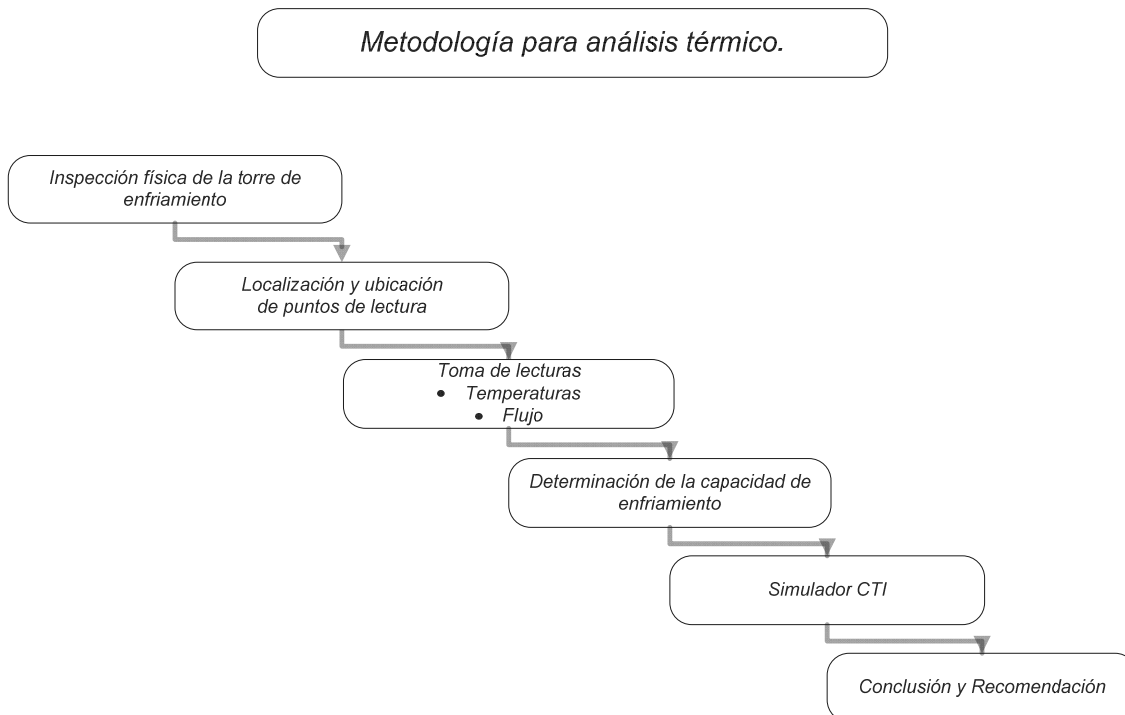 Metodología para análisis térmico.
Inspección física de la torre de
enfriamiento
Localización y ubicación
de puntos de lectura
Toma de lecturas
• Temperaturas
• Flujo
Determinación de la capacidad de
enfriamiento
Simulador CTI
Conclusión y Recomendación